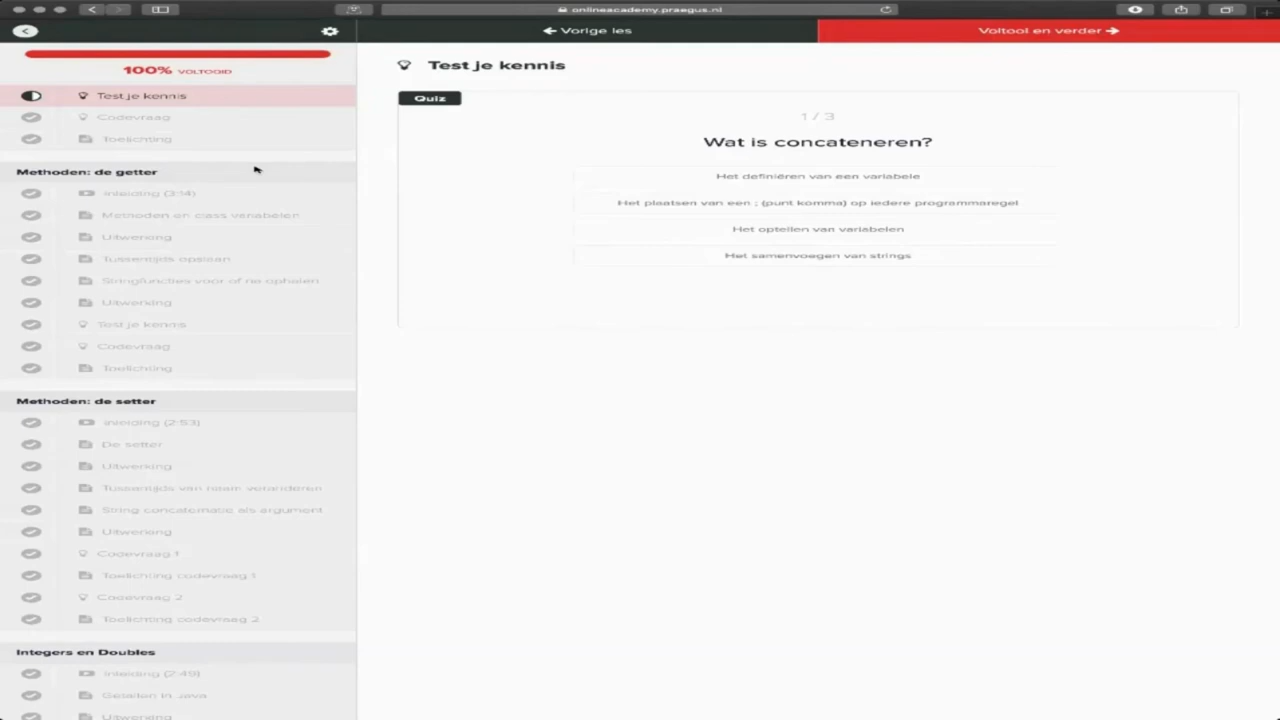 onlineacademy.praegus.nl
Vorige les
Voltooi en verder
100% VOLTOOID
Test je kennis
Codevraag
Toelichting
Methoden: de getter
Inleiding (3:14)
Methoden en class variabelen
Uitwerking
Tussentijds opslaan
Stringfuncties voor of na ophalen
Uitwerking
Test je kennis
Codevraag
Toelichting
Methoden: de setter
Inleiding (2:53)
De setter
Uitwerking
Tussentijds van naam veranderen
String concatenatie als argument
Uitwerking
Codevraag 1
Toelichting codevraag 1
Codevraag 2
Toelichting codevraag 2
Integers en Doubles
Inleiding (2:49)
Getallen in Java
Uitwerking
Test je kennis
Quiz
1 / 3
Wat is concateneren?
Het definiëren van een variabele
Het plaatsen van een ; (punt komma) op iedere programmaregel
Het optellen van variabelen
Het samenvoegen van strings